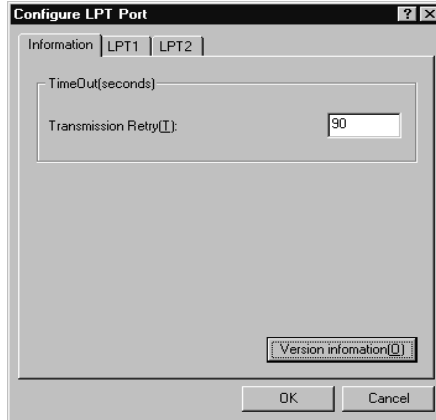 Configure LPT Port
Information LPT1 LPT2
TimeOut(seconds)
Transmission Retry(T): 90
Version infomation(O)
OK Cancel